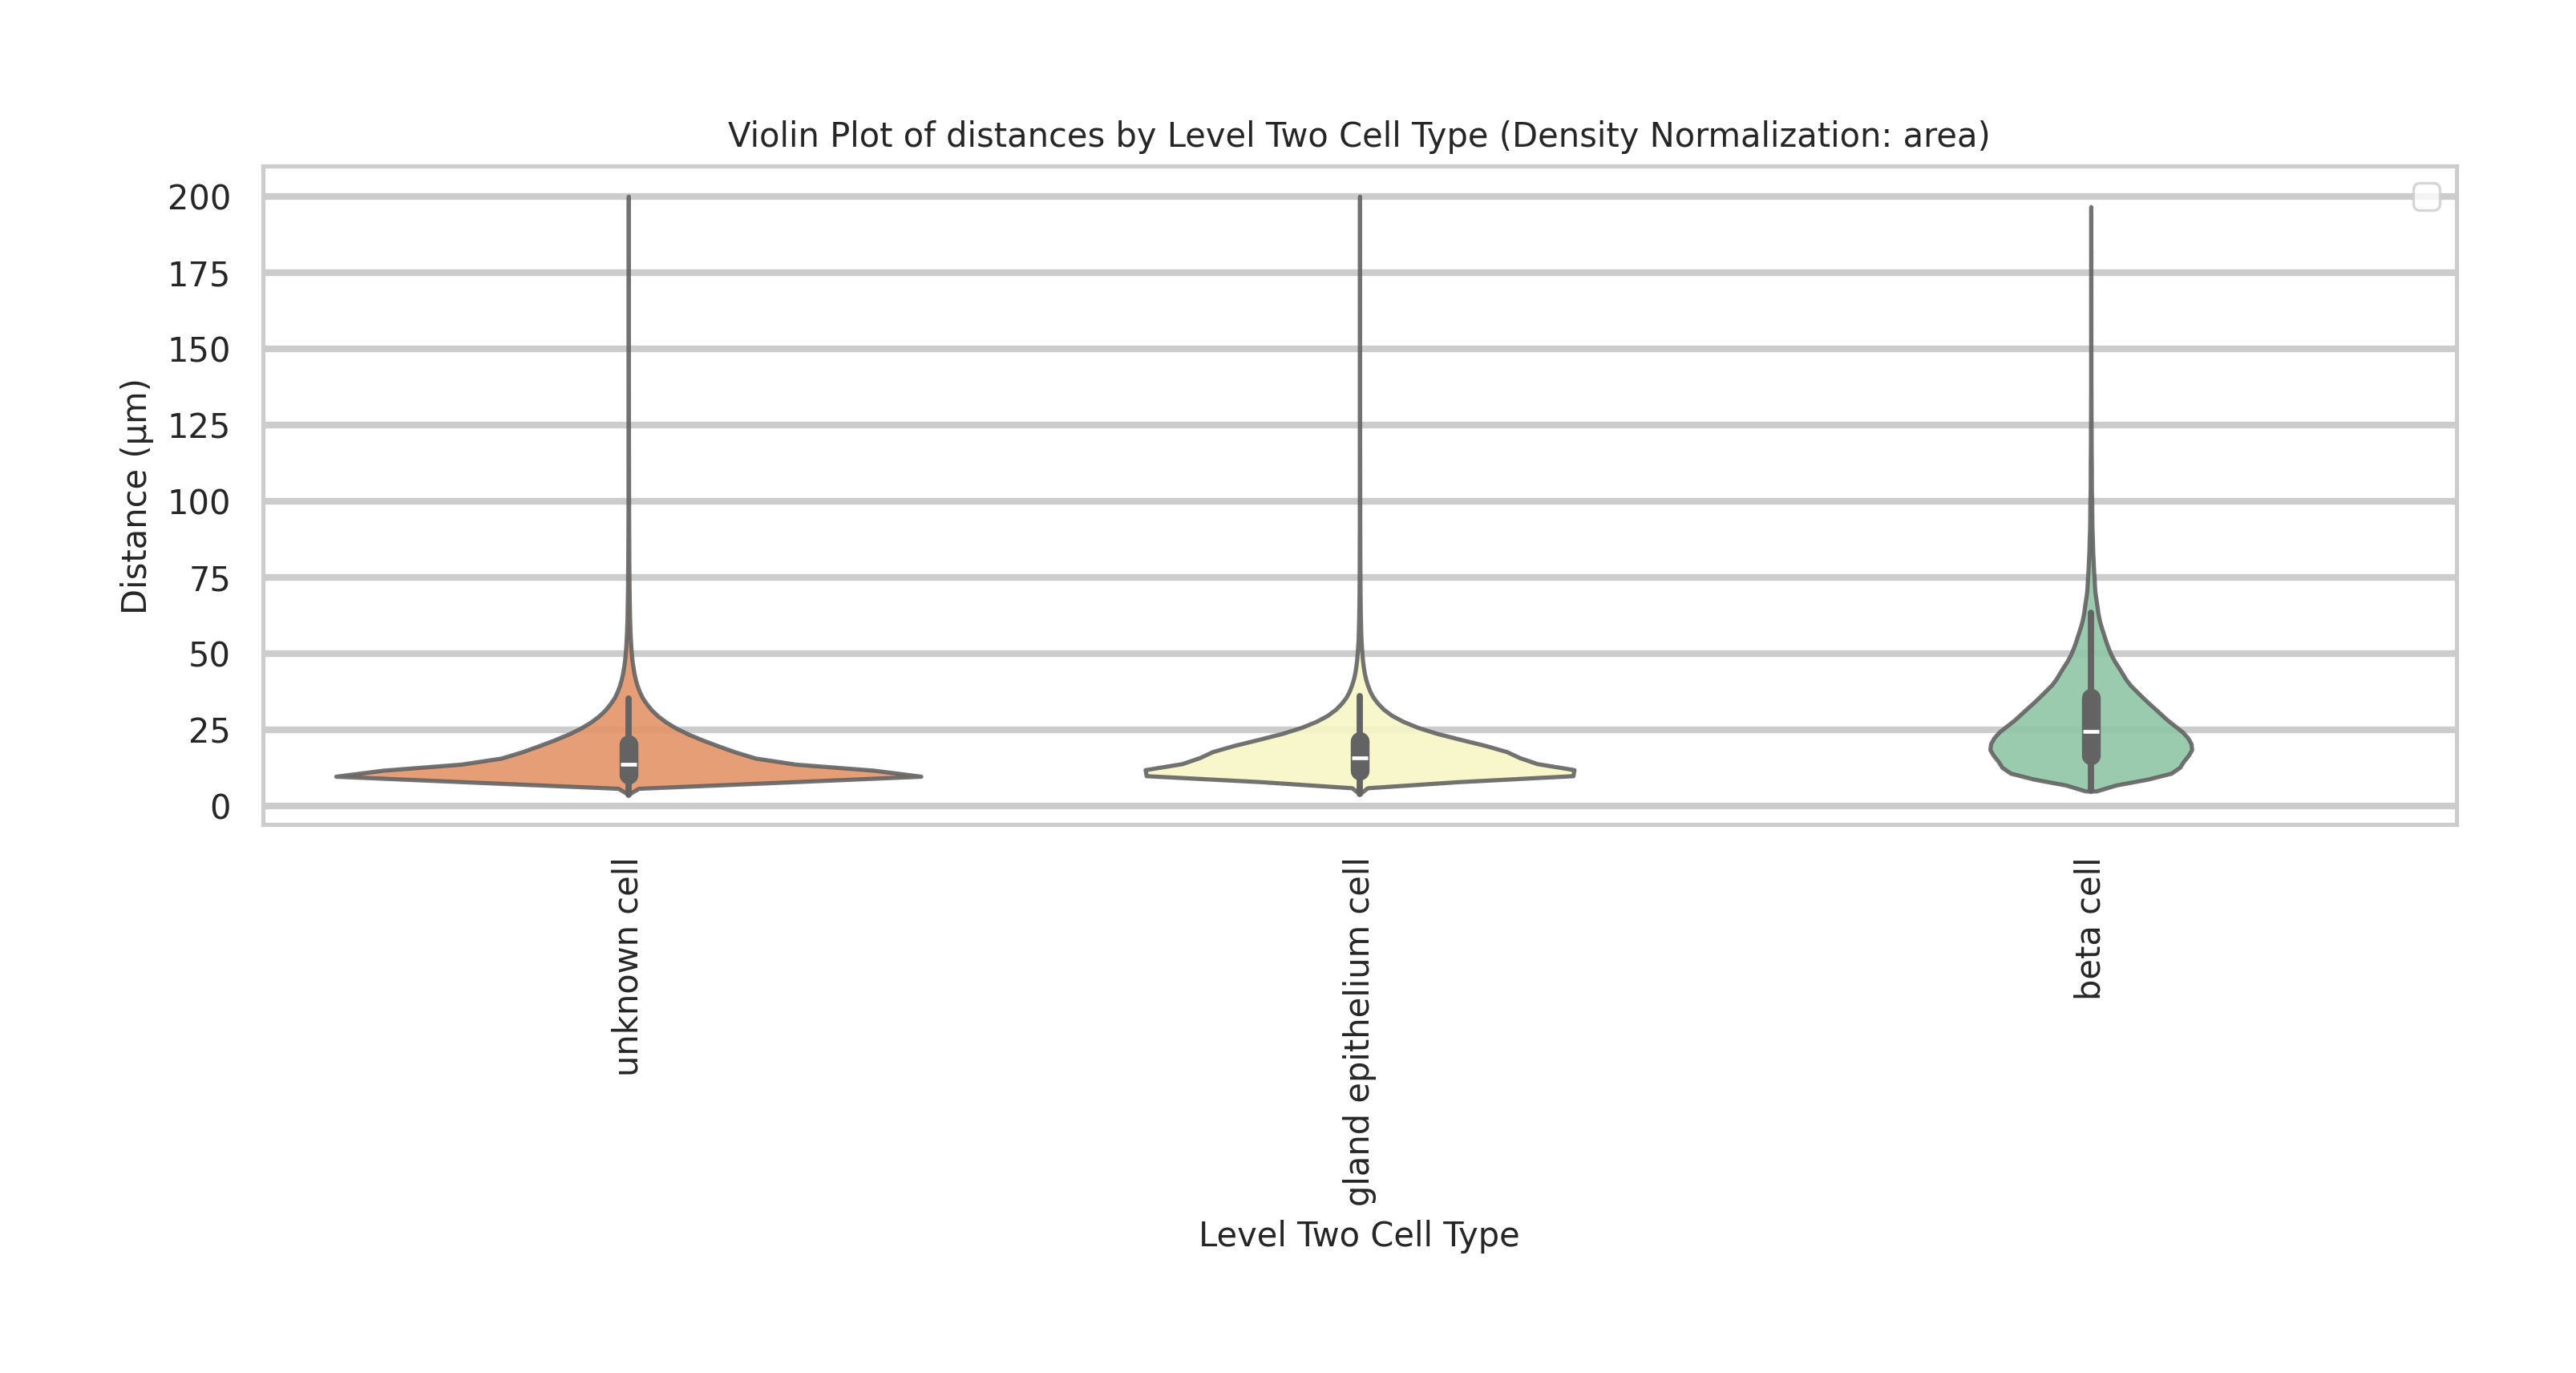 Violin Plot of distances by Level Two Cell Type (Density Normalization: area)
200
175
150
125
100
75
50
25
0
Distance (μm)
unknown cell
gland epithelium cell
beta cell
Level Two Cell Type